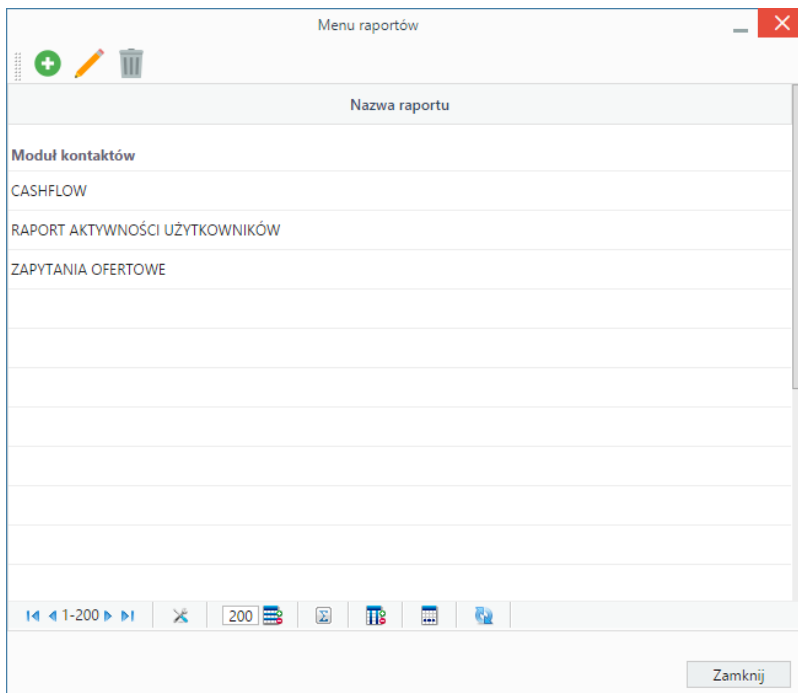 Menu raportów
Nazwa raportu
Moduł kontaktów
CASHFLOW
RAPORT AKTYWNOŚCI UŻYTKOWNIKÓW
ZAPYTANIA OFERTOWE
1-200 200 Σ
Zamknij